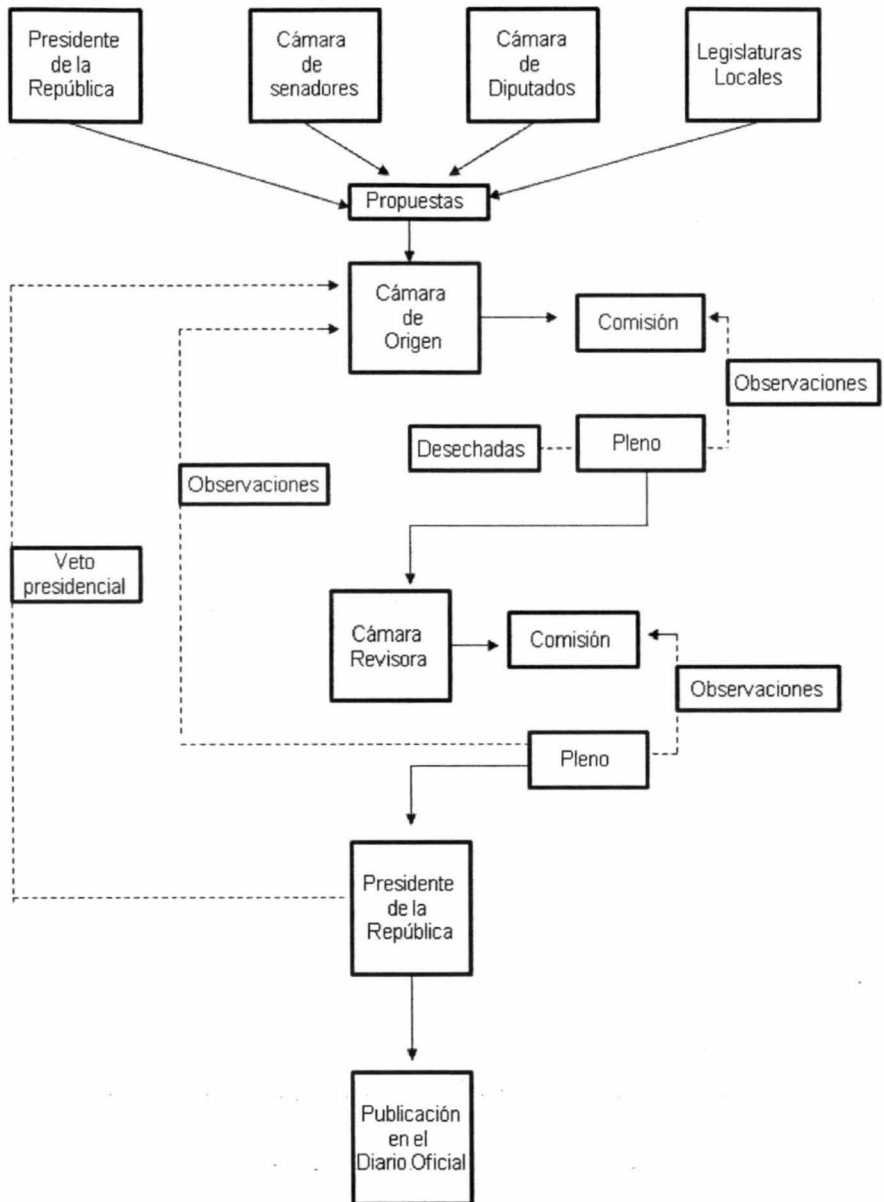 Presidente
de la
República
Cámara
de
senadores
Cámara
de
Diputados
Legislaturas
Locales
Propuestas
Cámara
de
Origen
Comisión
Observaciones
Desechadas
Pleno
Observaciones
Veto
presidencial
Cámara
Revisora
Comisión
Observaciones
Pleno
Presidente
de la
República
Publicación
en el
Diario Oficial